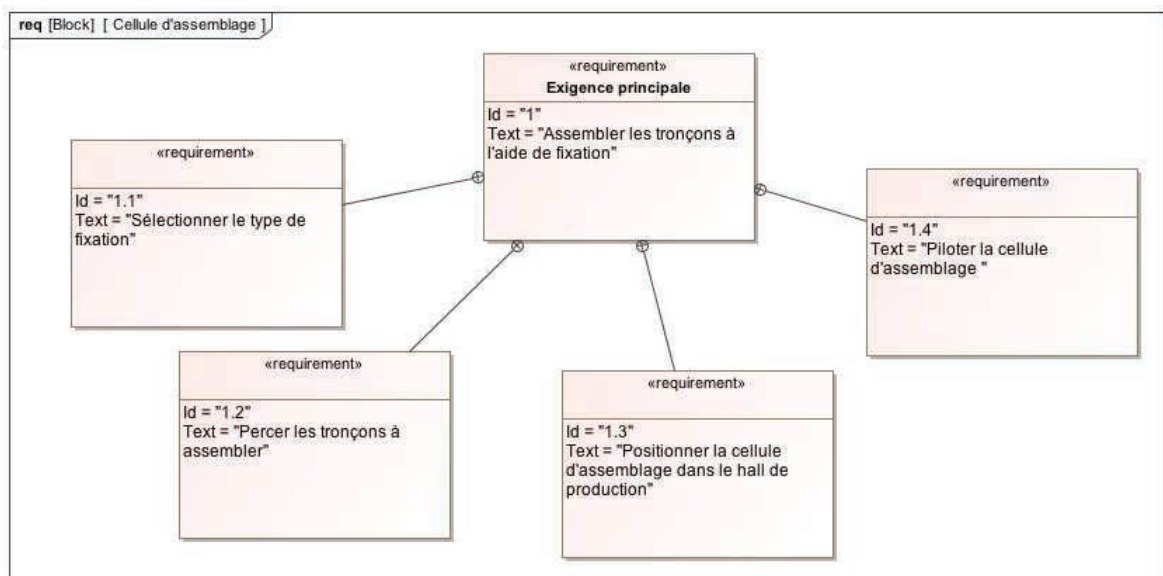 req [Block] [ Cellule d'assemblage ]
«requirement»
Exigence principale
Id = "1"
Text = "Assembler les tronçons à
l'aide de fixation"
«requirement»
Id = "1.1"
Text = "Sélectionner le type de
fixation"
«requirement»
Id = "1.4"
Text = "Piloter la cellule
d'assemblage "
«requirement»
Id = "1.2"
Text = "Percer les tronçons à
assembler"
«requirement»
Id = "1.3"
Text = "Positionner la cellule
d'assemblage dans le hall de
production"